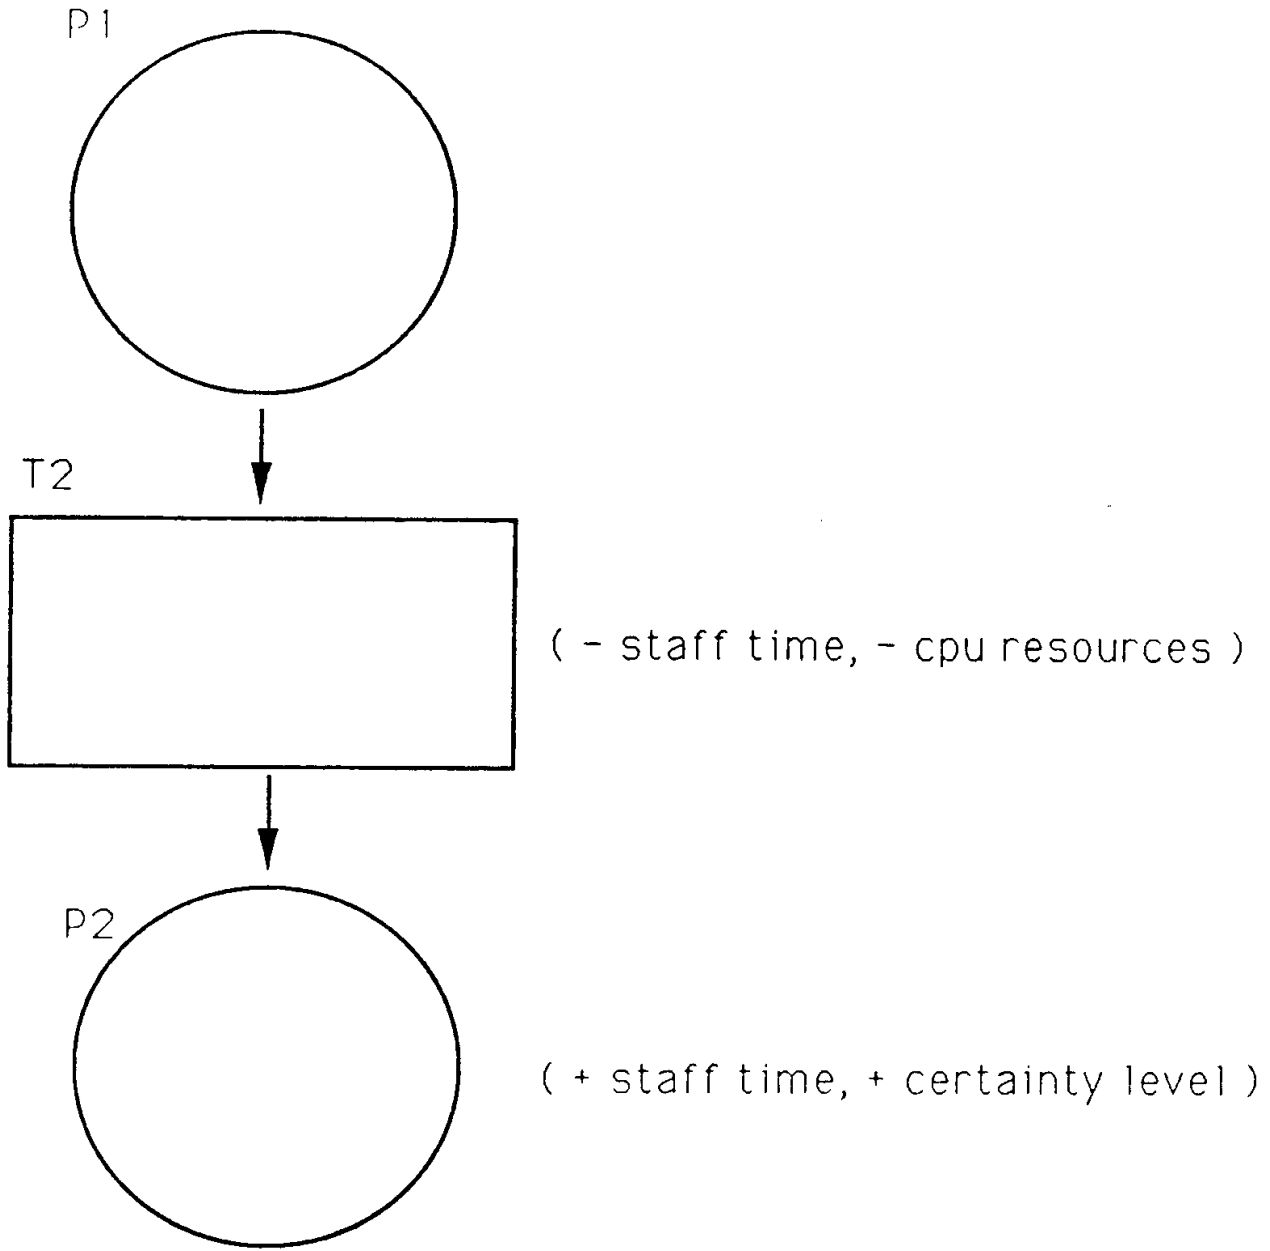 P1
T2
( - staff time, - cpu resources )
P2
( + staff time, + certainty level )